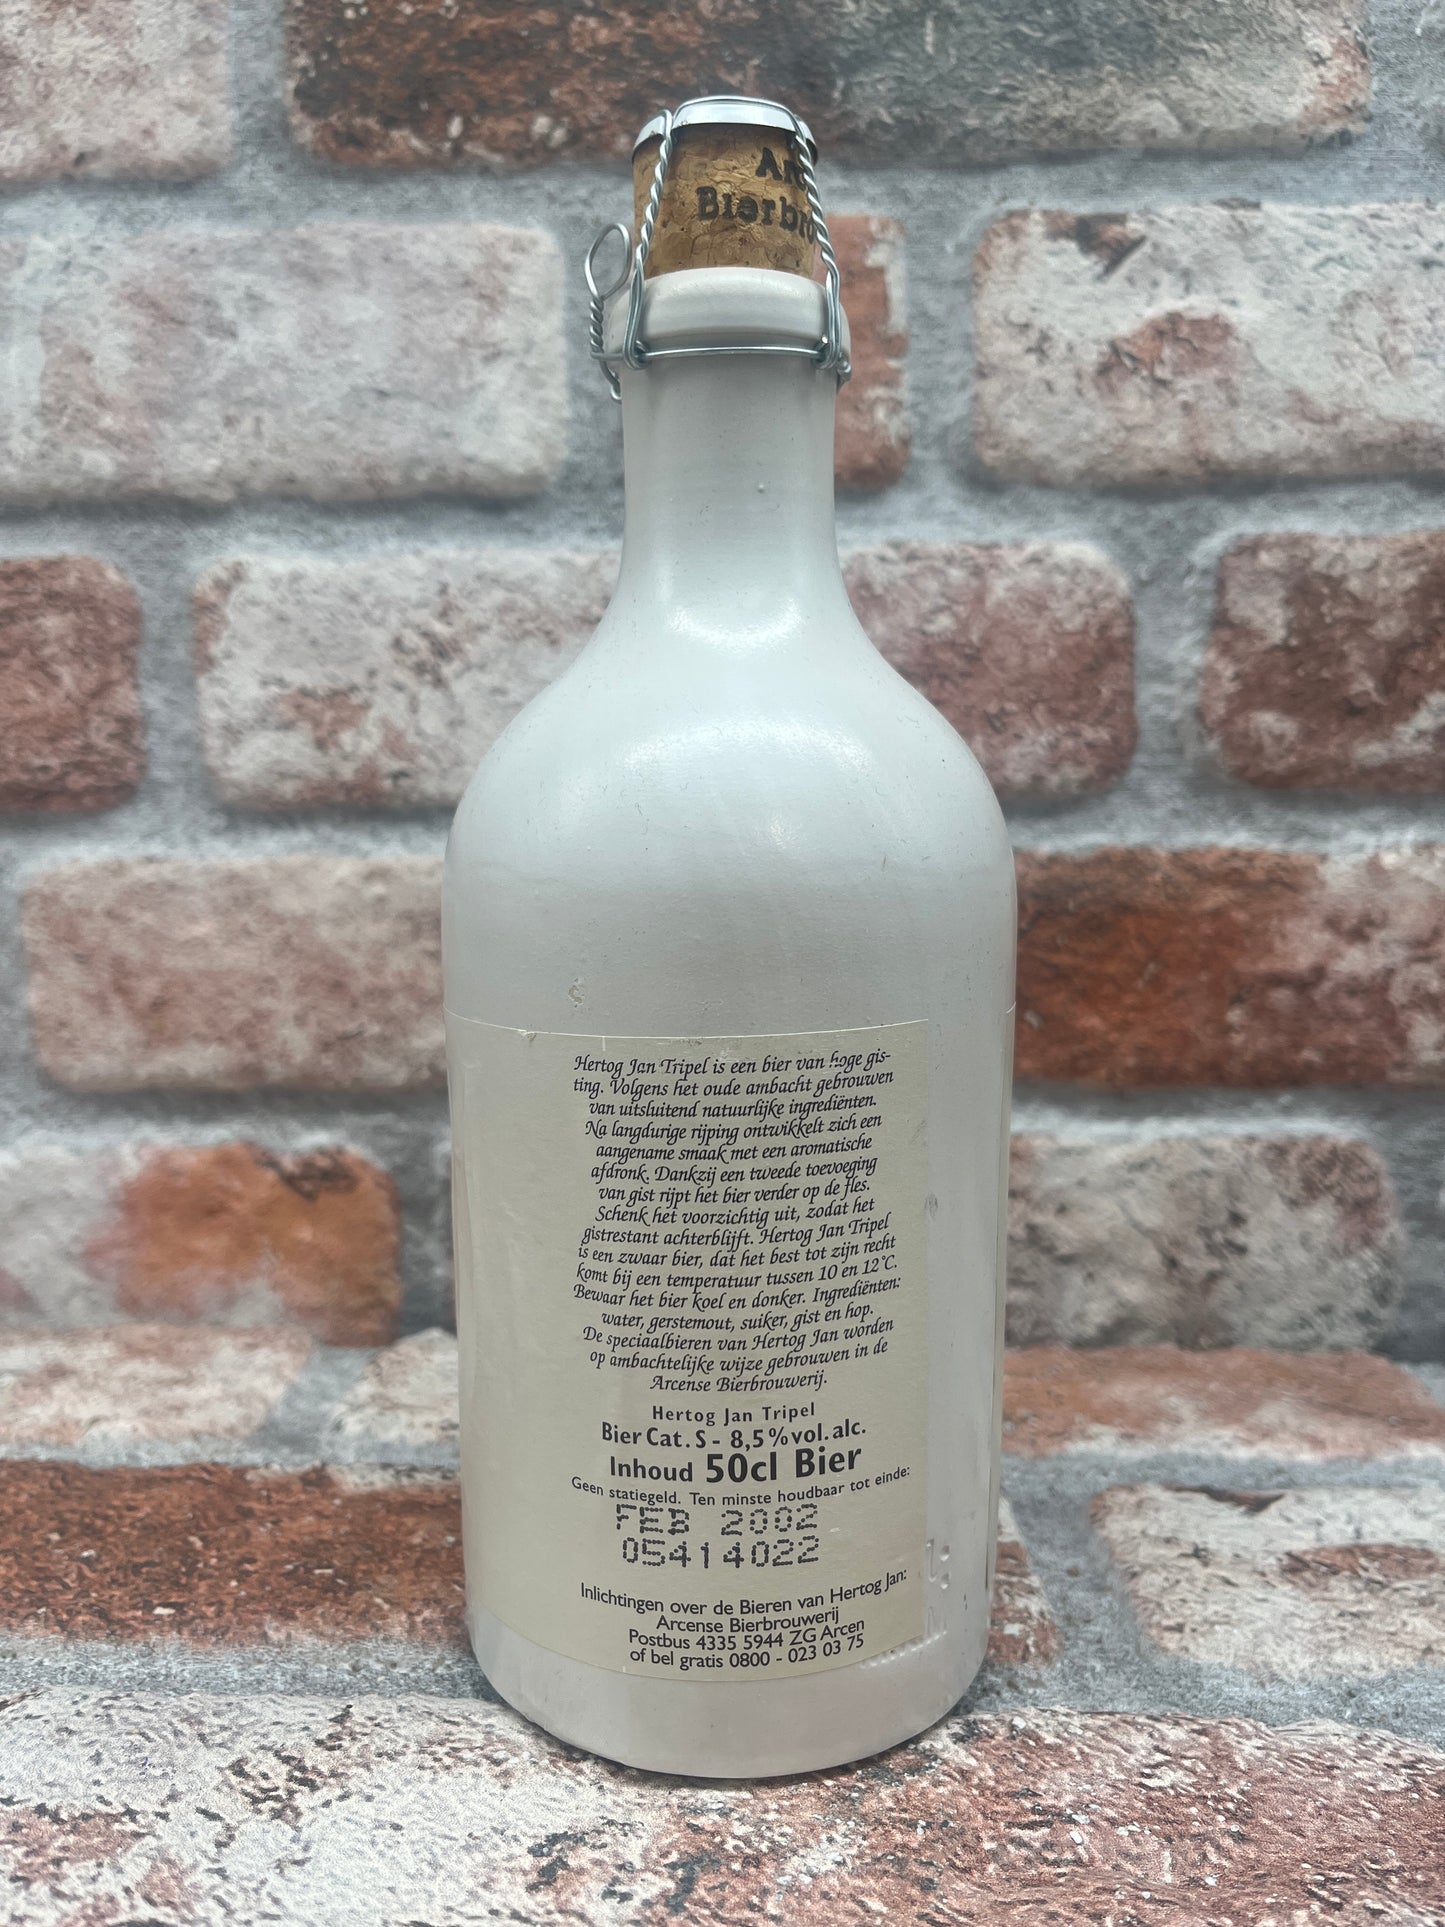 Bierbro
Hertog Jan Tripel is een bier van hoge gis-
ting. Volgens het oude ambacht gebrouwen
van uitsluitend natuurlijke ingrediënten.
Na langdurige rijping ontwikkelt zich een
aangename smaak met een aromatische
afdronk. Dankzij een tweede toevoeging
van gist rijpt het bier verder op de fles.
Schenk het voorzichtig uit, zodat het
gistrestant achterblijft. Hertog Jan Tripel
is een zwaar bier, dat het best tot zijn recht
komt bij een temperatuur tussen 10 en 12°C.
Bewaar het bier koel en donker. Ingrediënten:
water, gerstemout, suiker, gist en hop.
De speciaalbieren van Hertog Jan worden
op ambachtelijke wijze gebrouwen in de
Arcense Bierbrouwerij.
Hertog Jan Tripel
Bier Cat. S - 8,5% vol. alc.
Inhoud 50cl Bier
Geen statiegeld. Ten minste houdbaar tot einde:
FEB 2002
05414022
Inlichtingen over de Bieren van Hertog Jan:
Arcense Bierbrouwerij
Postbus 4335 5944 ZG Arcen
of bel gratis 0800 - 023 03 75